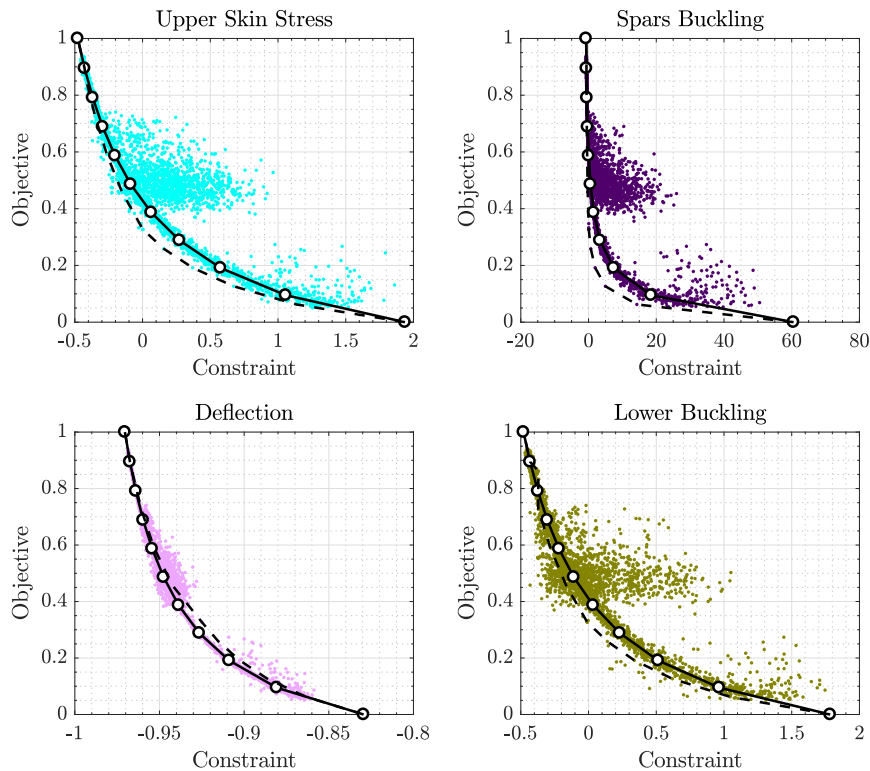 Upper Skin Stress
Objective
1
0.8
0.6
0.4
0.2
0
-0.5 0 0.5 1 1.5 2
Constraint
Spars Buckling
Objective
1
0.8
0.6
0.4
0.2
0
-20 0 20 40 60 80
Constraint
Deflection
Objective
1
0.8
0.6
0.4
0.2
0
-1 -0.95 -0.9 -0.85 -0.8
Constraint
Lower Buckling
Objective
1
0.8
0.6
0.4
0.2
0
-0.5 0 0.5 1 1.5 2
Constraint